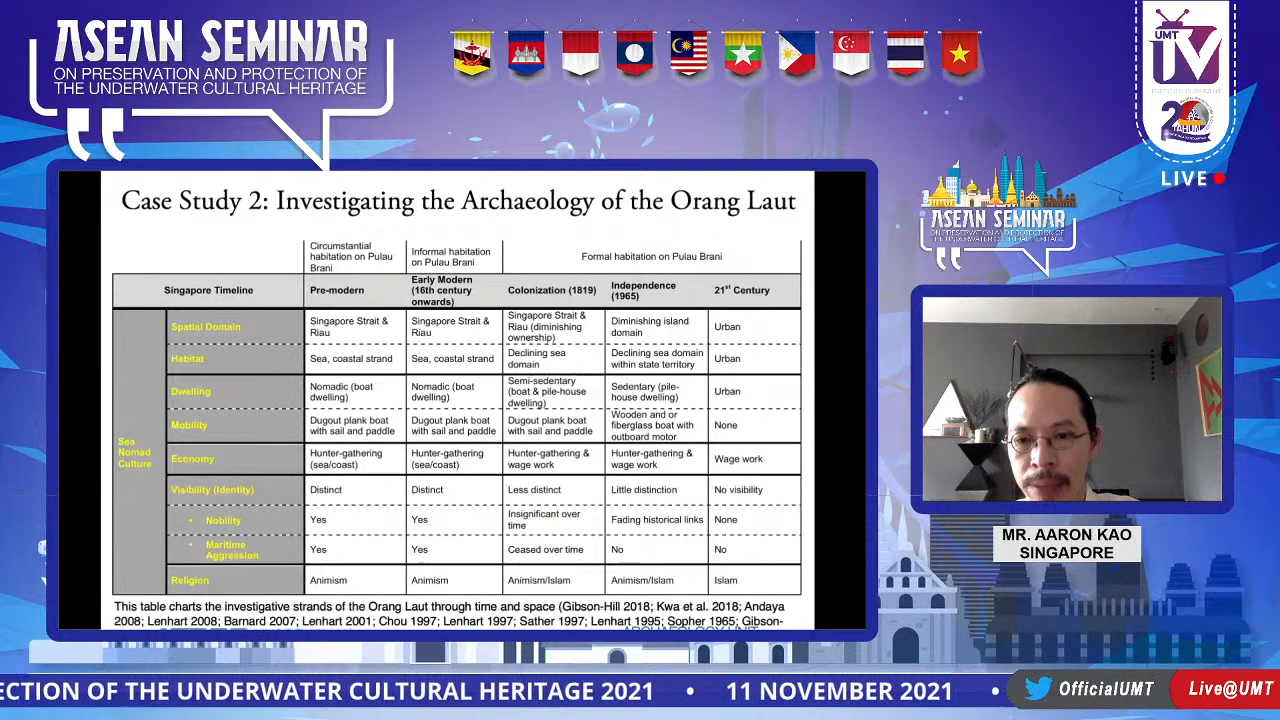 ASEAN SEMINAR
ON PRESERVATION AND PROTECTION OF
THE UNDERWATER CULTURAL HERITAGE
UMT
TV
TAHUN
LIVE
ASEAN SEMINAR
ON PRESERVATION AND PROTECTION OF
THE UNDERWATER CULTURAL HERITAGE
Case Study 2: Investigating the Archaeology of the Orang Laut
Circumstantial habitation on Pulau Brani | Informal habitation on Pulau Brani | Formal habitation on Pulau Brani
Singapore Timeline | Pre-modern | Early Modern (16th century onwards) | Colonization (1819) | Independence (1965) | 21st Century
Sea Nomad Culture
Spatial Domain | Singapore Strait & Riau | Singapore Strait & Riau | Singapore Strait & Riau (diminishing ownership) | Diminishing island domain | Urban
Habitat | Sea, coastal strand | Sea, coastal strand | Declining sea domain | Declining sea domain within state territory | Urban
Dwelling | Nomadic (boat dwelling) | Nomadic (boat dwelling) | Semi-sedentary (boat & pile-house dwelling) | Sedentary (pile-house dwelling) | Urban
Mobility | Dugout plank boat with sail and paddle | Dugout plank boat with sail and paddle | Dugout plank boat with sail and paddle | Wooden and or fiberglass boat with outboard motor | None
Economy | Hunter-gathering (sea/coast) | Hunter-gathering (sea/coast) | Hunter-gathering & wage work | Hunter-gathering & wage work | Wage work
Visibility (Identity) | Distinct | Distinct | Less distinct | Little distinction | No visibility
• Nobility | Yes | Yes | Insignificant over time | Fading historical links | None
• Maritime Aggression | Yes | Yes | Ceased over time | No | No
Religion | Animism | Animism | Animism/Islam | Animism/Islam | Islam
This table charts the investigative strands of the Orang Laut through time and space (Gibson-Hill 2018; Kwa et al. 2018; Andaya
2008; Lenhart 2008; Barnard 2007; Lenhart 2001; Chou 1997; Lenhart 1997; Sather 1997; Lenhart 1995; Sopher 1965; Gibson-
MR. AARON KAO
SINGAPORE
ECTION OF THE UNDERWATER CULTURAL HERITAGE 2021 • 11 NOVEMBER 2021 •
OfficialUMT
Live@UMT